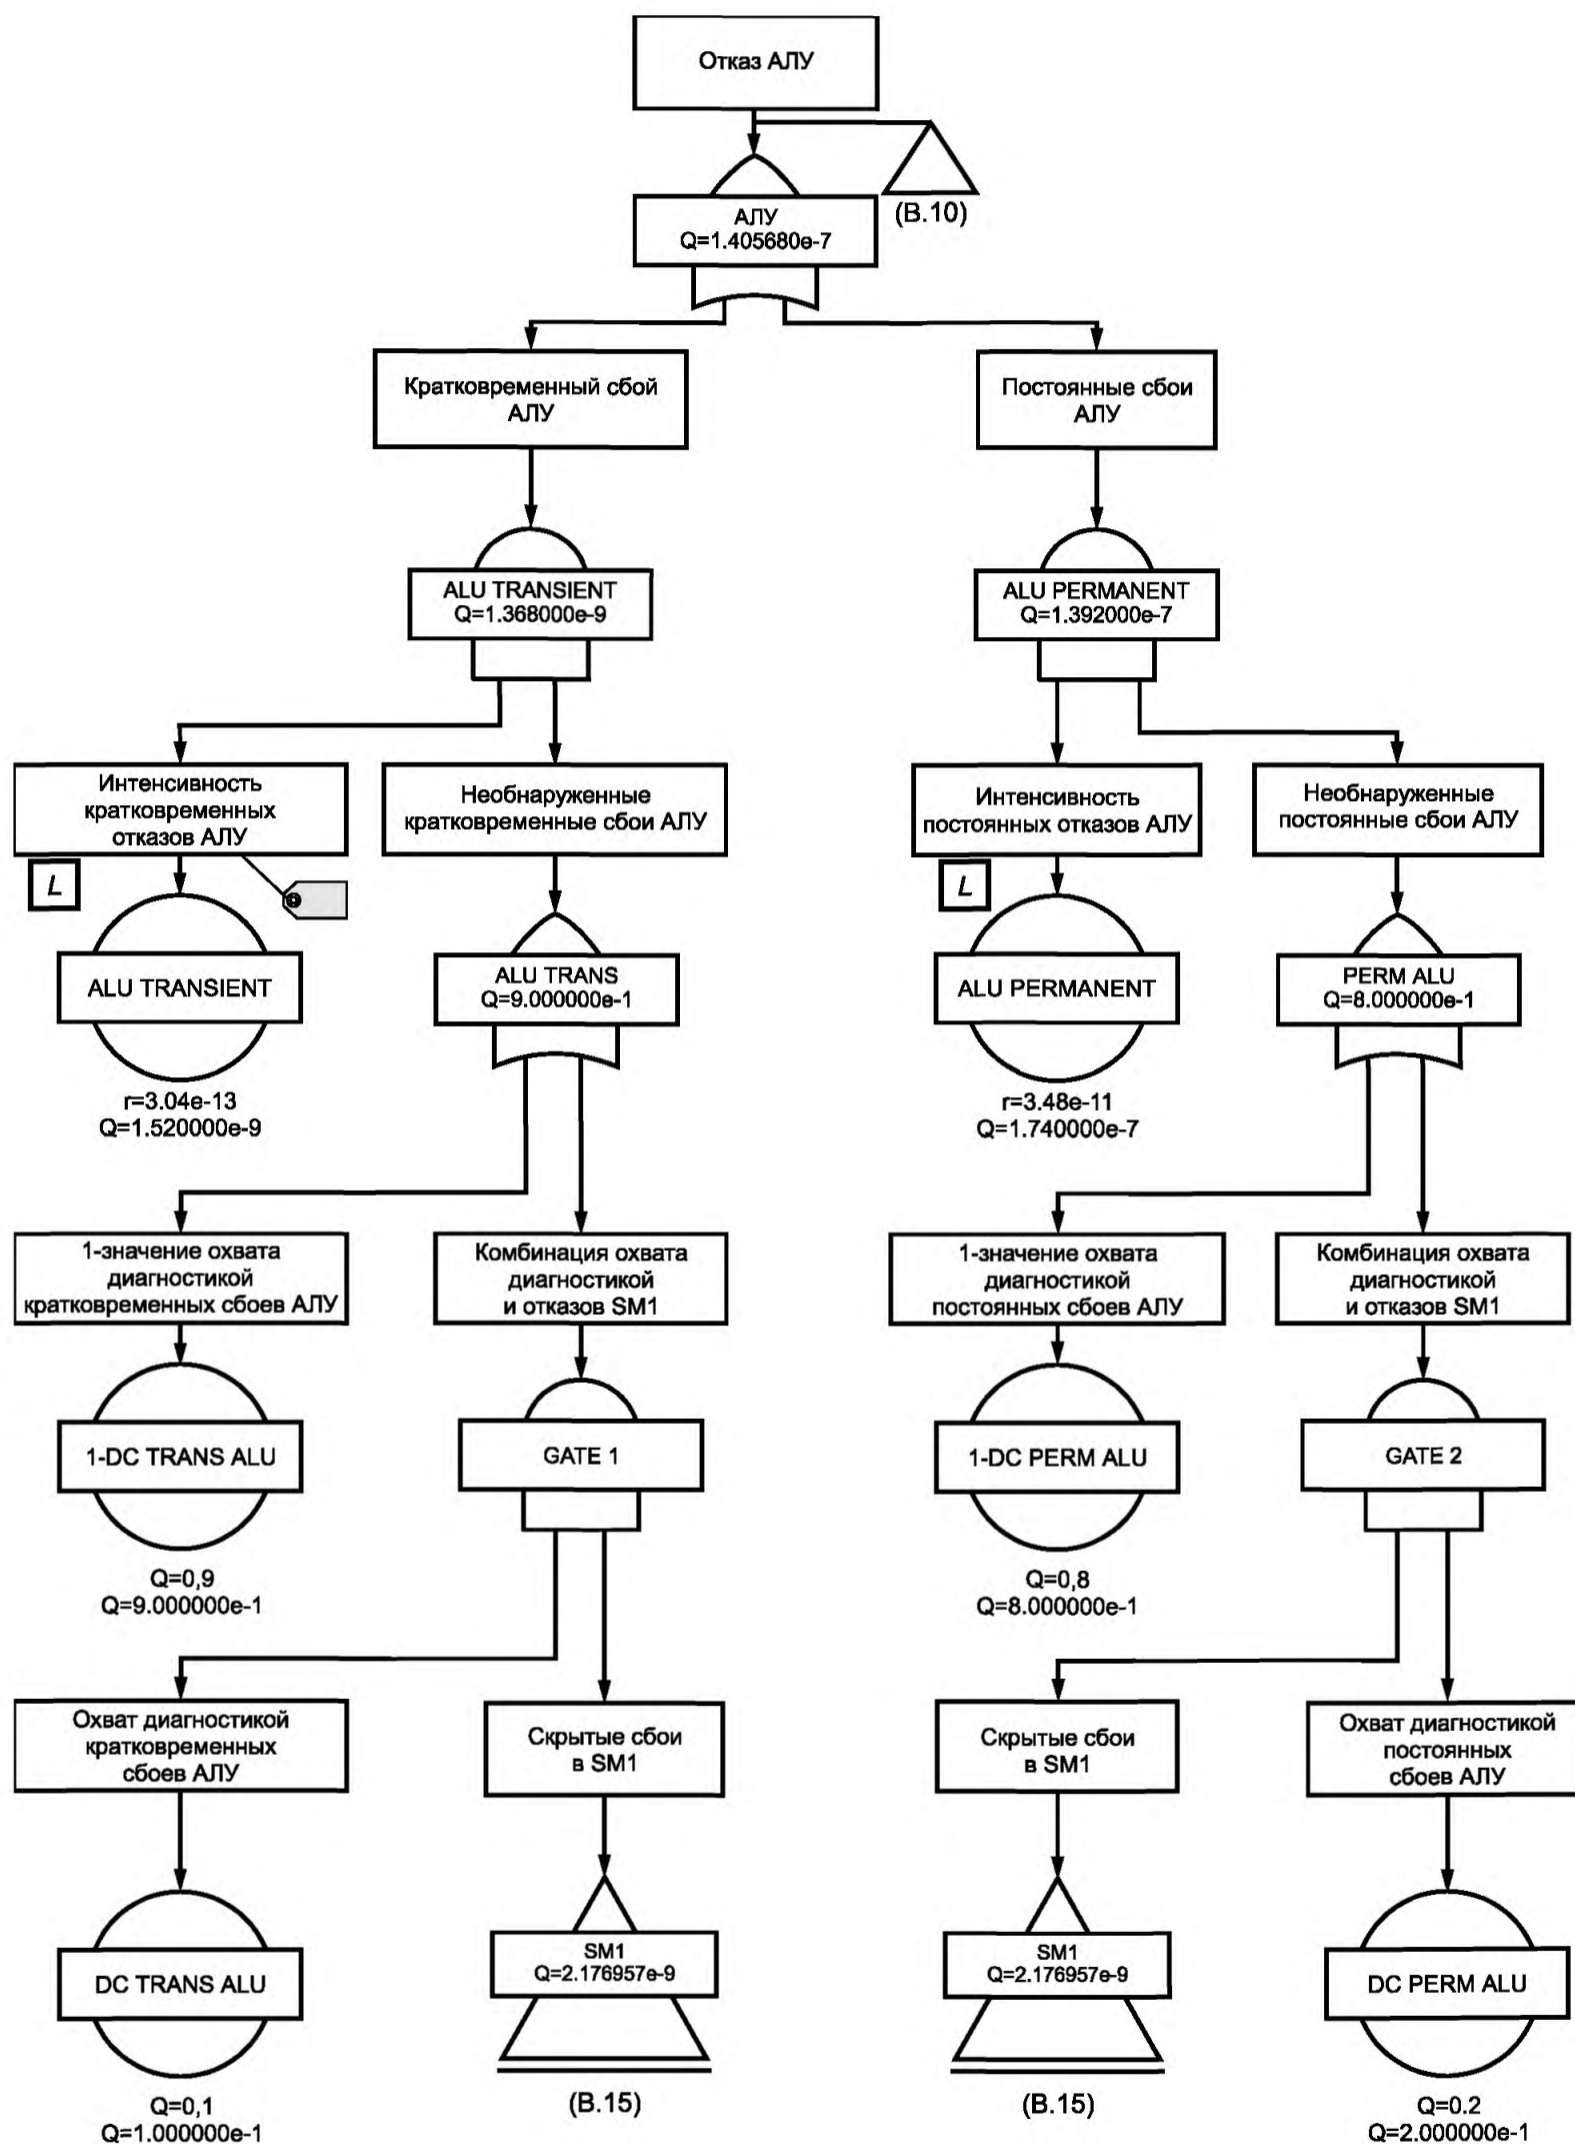 Отказ АЛУ
(B.10)
АЛУ
Q=1.405680e-7
Кратковременный сбой
АЛУ
Постоянные сбои
АЛУ
ALU TRANSIENT
Q=1.368000e-9
ALU PERMANENT
Q=1.392000e-7
Интенсивность
кратковременных
отказов АЛУ
Необнаруженные
кратковременные сбои АЛУ
Интенсивность
постоянных отказов АЛУ
Необнаруженные
постоянные сбои АЛУ
L
L
ALU TRANSIENT
r=3.04e-13
Q=1.520000e-9
ALU TRANS
Q=9.000000e-1
ALU PERMANENT
r=3.48e-11
Q=1.740000e-7
PERM ALU
Q=8.000000e-1
1-значение охвата
диагностикой
кратковременных сбоев АЛУ
Комбинация охвата
диагностикой
и отказов SM1
1-значение охвата
диагностикой
постоянных сбоев АЛУ
Комбинация охвата
диагностикой
и отказов SM1
1-DC TRANS ALU
Q=0,9
Q=9.000000e-1
GATE 1
1-DC PERM ALU
Q=0,8
Q=8.000000e-1
GATE 2
Охват диагностикой
кратковременных
сбоев АЛУ
Скрытые сбои
в SM1
Скрытые сбои
в SM1
Охват диагностикой
постоянных
сбоев АЛУ
DC TRANS ALU
Q=0,1
Q=1.000000e-1
SM1
Q=2.176957e-9
(B.15)
SM1
Q=2.176957e-9
(B.15)
DC PERM ALU
Q=0.2
Q=2.000000e-1